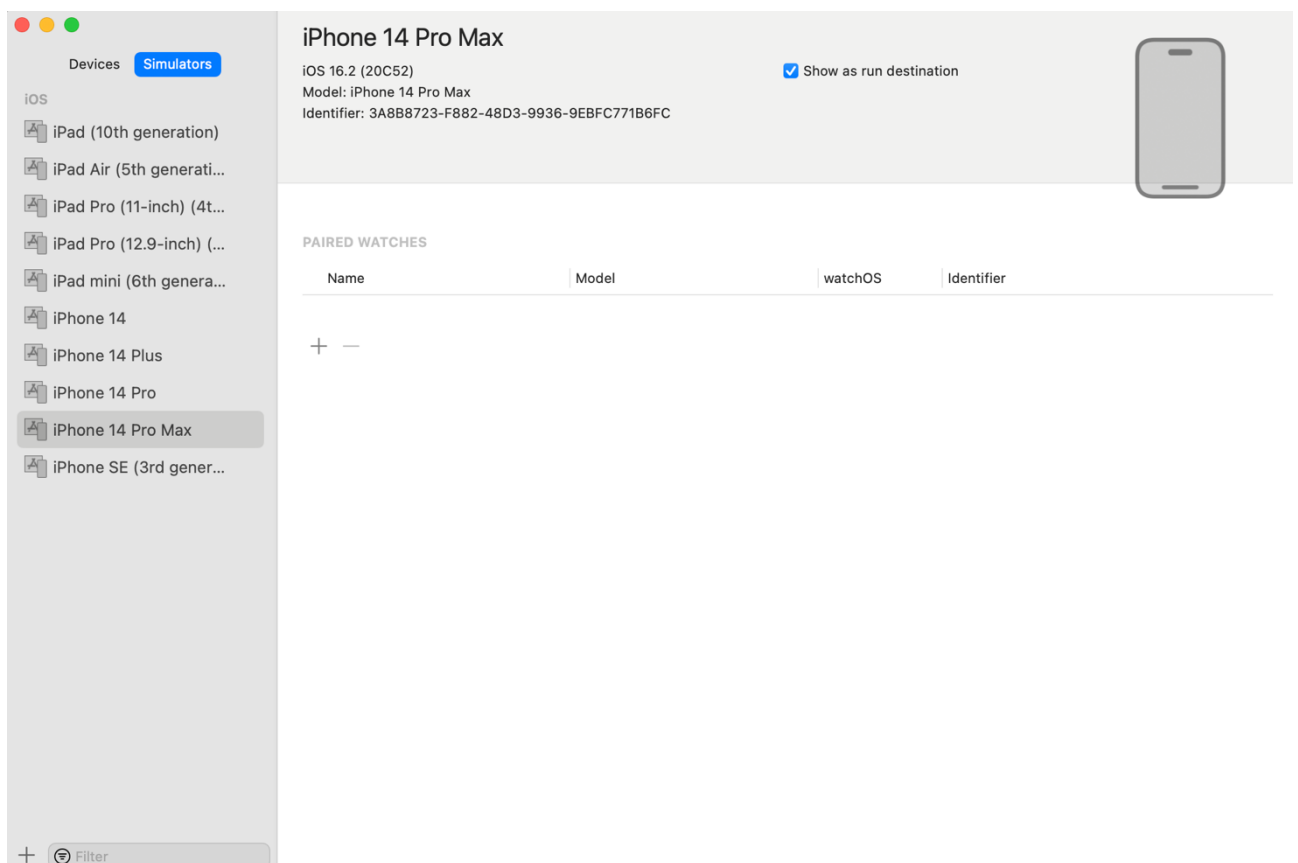 Devices Simulators
iOS
iPad (10th generation)
iPad Air (5th generati...
iPad Pro (11-inch) (4t...
iPad Pro (12.9-inch) (...
iPad mini (6th genera...
iPhone 14
iPhone 14 Plus
iPhone 14 Pro
iPhone 14 Pro Max
iPhone SE (3rd gener...
Filter
iPhone 14 Pro Max
iOS 16.2 (20C52)
Model: iPhone 14 Pro Max
Identifier: 3A8B8723-F882-48D3-9936-9EBFC771B6FC
Show as run destination
PAIRED WATCHES
Name Model watchOS Identifier